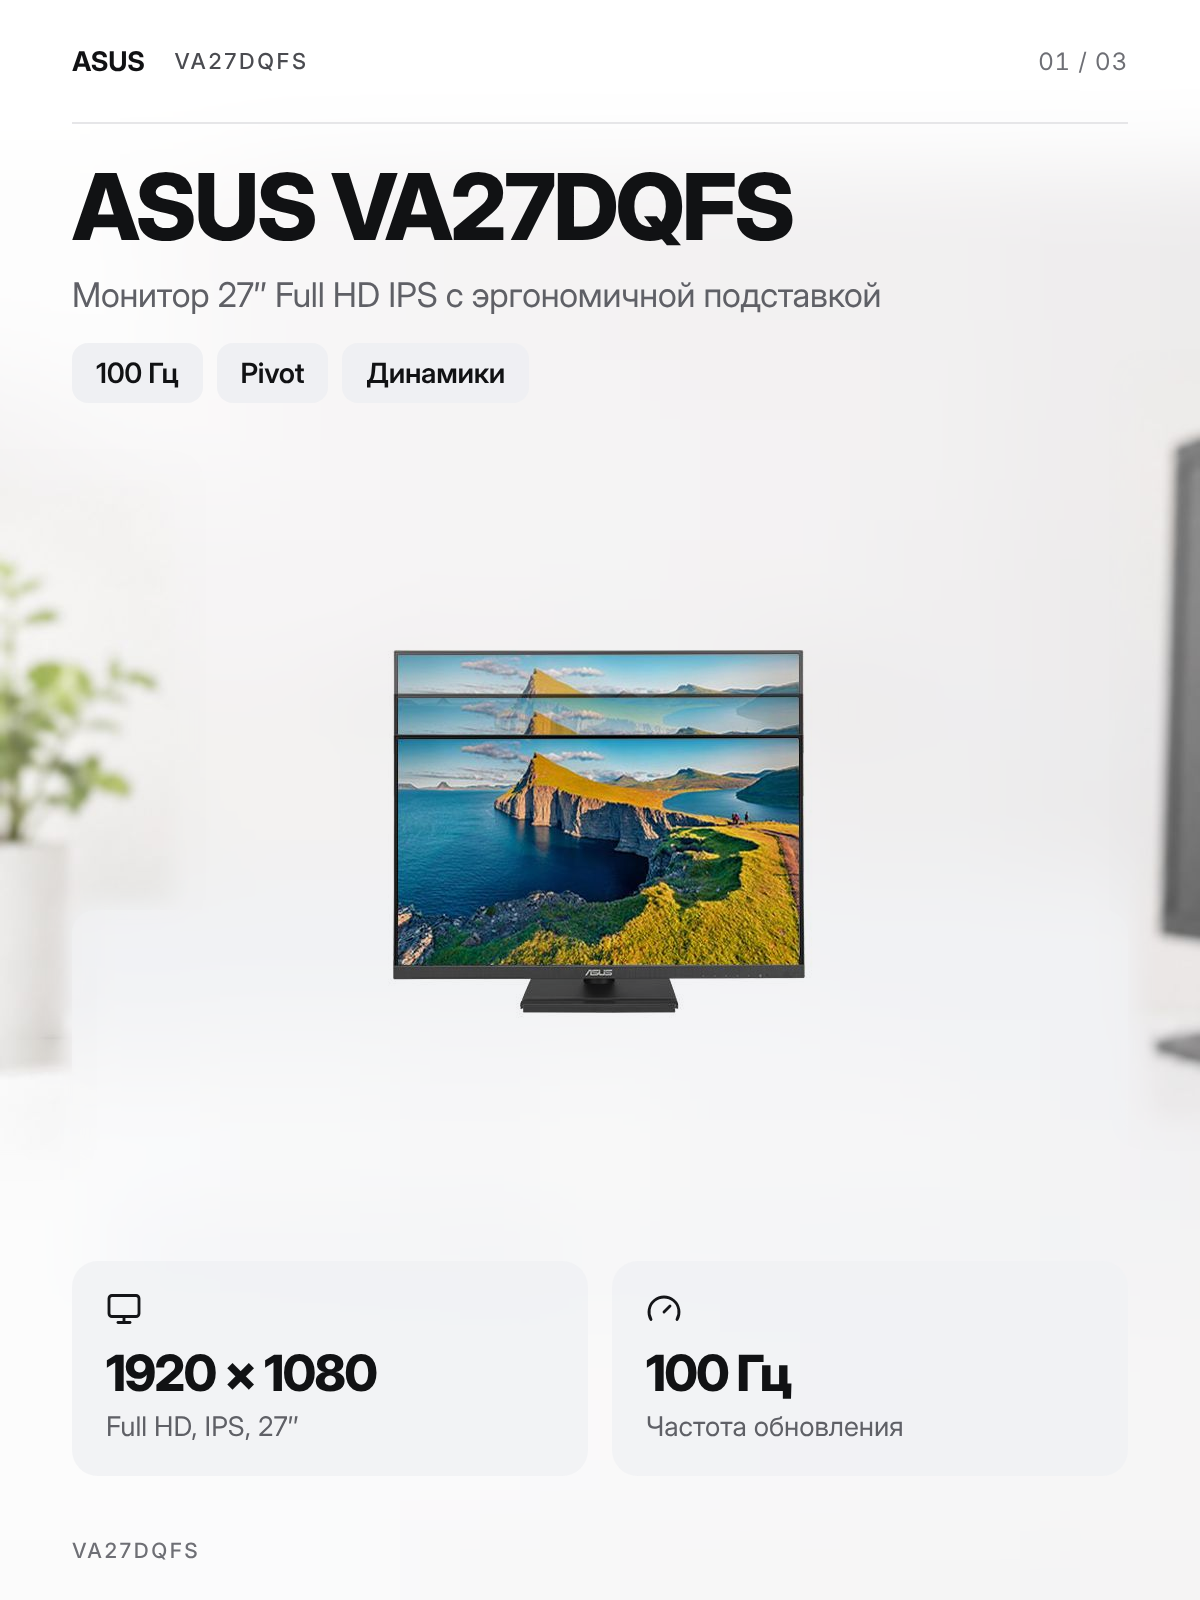 ASUS VA27DQFS 01 / 03
ASUS VA27DQFS
Монитор 27″ Full HD IPS с эргономичной подставкой
100 Гц Pivot Динамики
ASUS
1920 × 1080
Full HD, IPS, 27″
100 Гц
Частота обновления
VA27DQFS